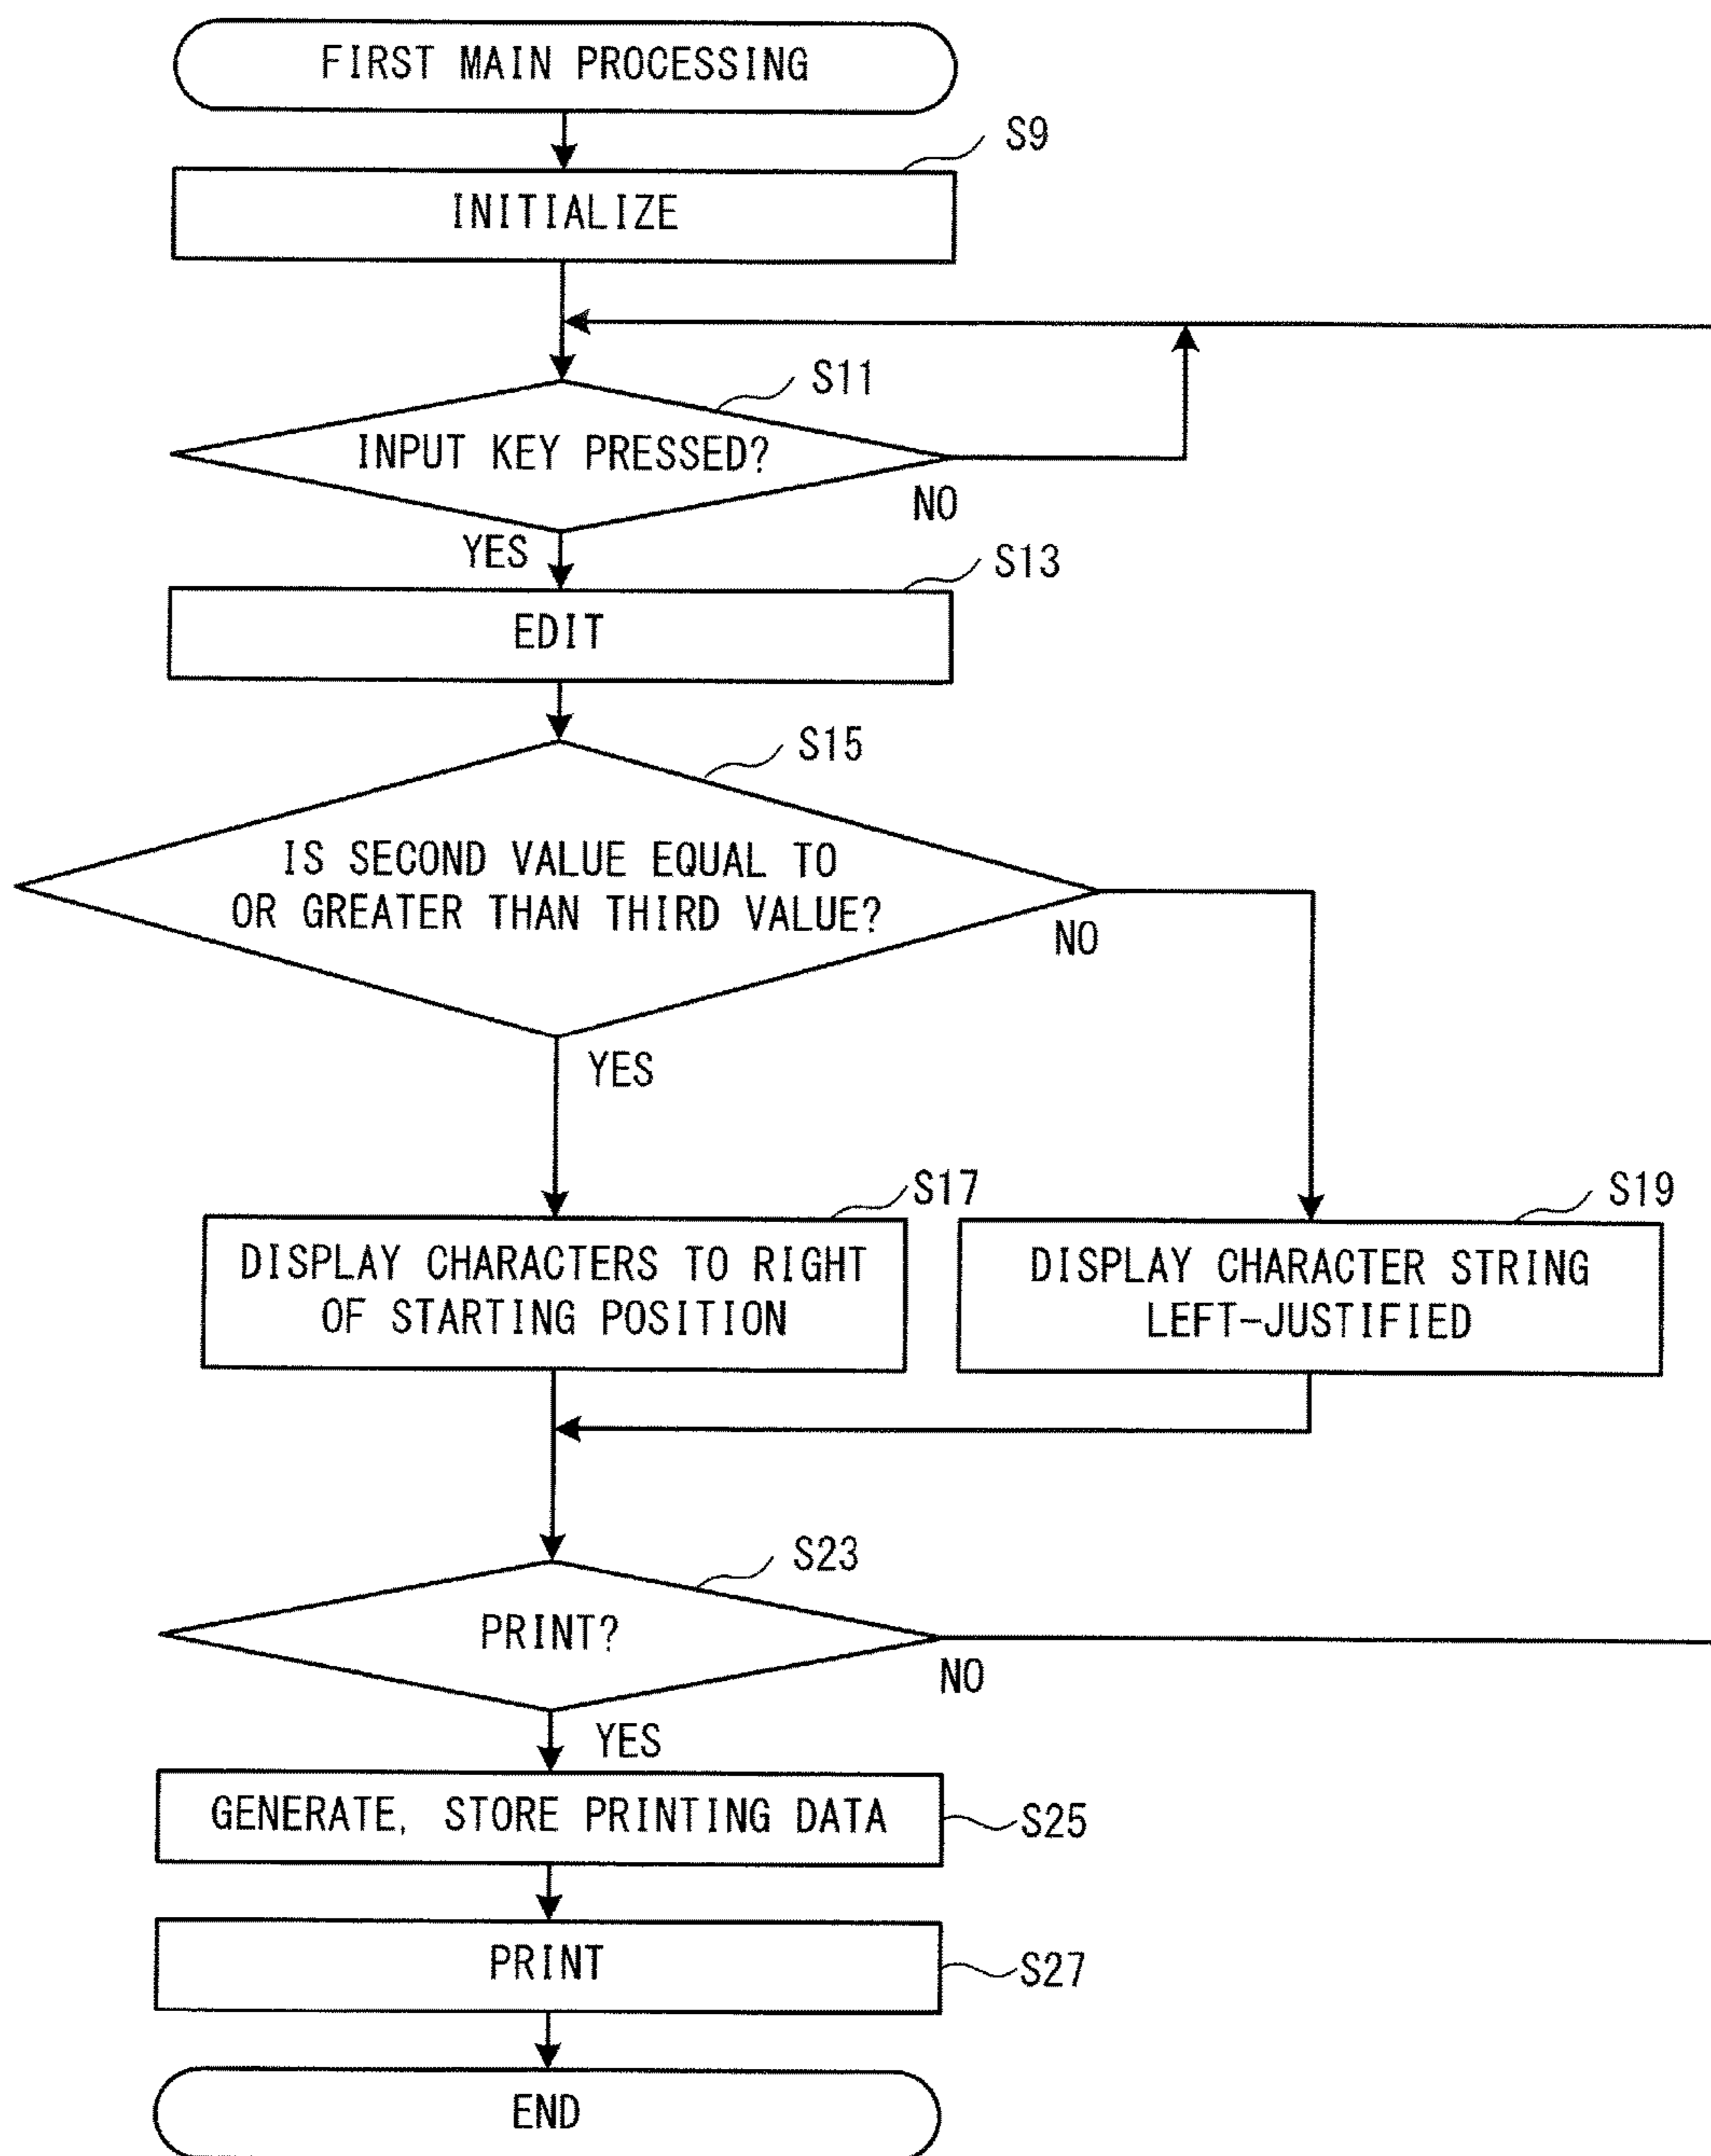 FIRST MAIN PROCESSING
S9
INITIALIZE
S11
INPUT KEY PRESSED?
NO
YES
S13
EDIT
S15
IS SECOND VALUE EQUAL TO
OR GREATER THAN THIRD VALUE?
NO
YES
S17
S19
DISPLAY CHARACTERS TO RIGHT
OF STARTING POSITION
DISPLAY CHARACTER STRING
LEFT-JUSTIFIED
S23
PRINT?
NO
YES
GENERATE, STORE PRINTING DATA
S25
PRINT
S27
END